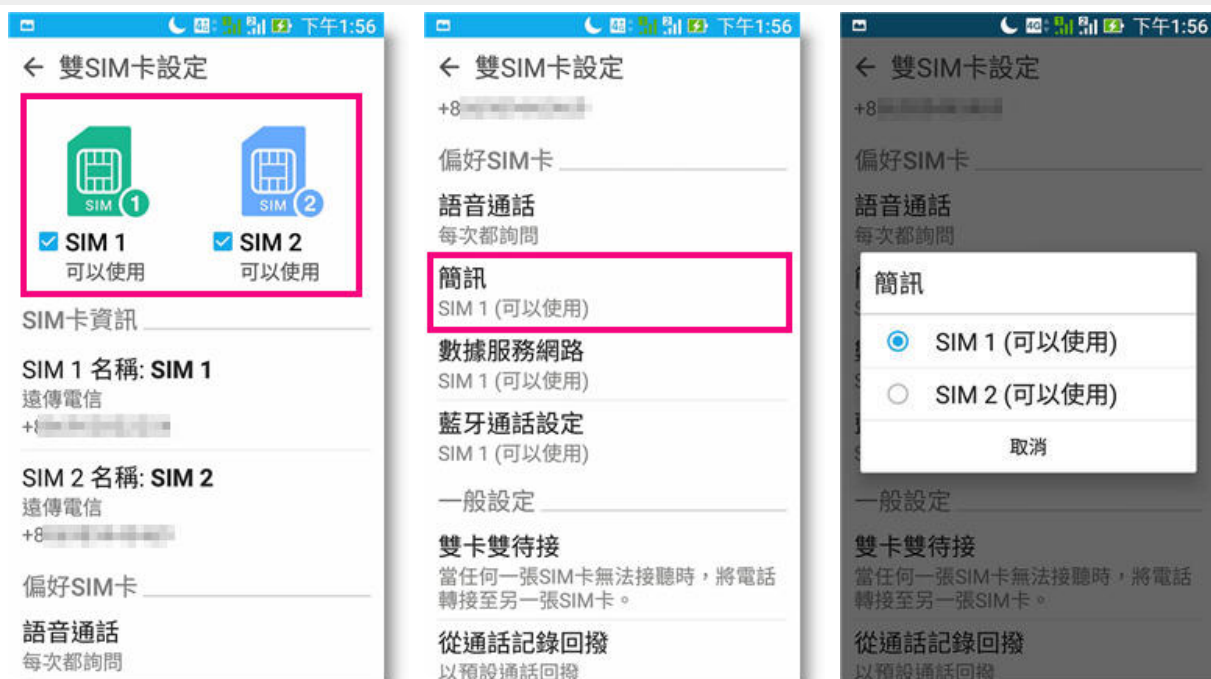 下午1:56
雙SIM卡設定
SIM 1
SIM 2
SIM 1
可以使用
SIM 2
可以使用
SIM卡資訊
SIM 1 名稱: SIM 1
遠傳電信
+8
SIM 2 名稱: SIM 2
遠傳電信
+8
偏好SIM卡
語音通話
每次都詢問
下午1:56
雙SIM卡設定
+8
偏好SIM卡
語音通話
每次都詢問
簡訊
SIM 1 (可以使用)
數據服務網路
SIM 1 (可以使用)
藍牙通話設定
SIM 1 (可以使用)
一般設定
雙卡雙待接
當任何一張SIM卡無法接聽時，將電話
轉接至另一張SIM卡。
從通話記錄回撥
以預設通話回撥
4G 下午1:56
雙SIM卡設定
+8
偏好SIM卡
語音通話
每次都詢問
簡訊
SIM 1 (可以使用)
SIM 2 (可以使用)
取消
一般設定
雙卡雙待接
當任何一張SIM卡無法接聽時，將電話
轉接至另一張SIM卡。
從通話記錄回撥
以預設通話回撥